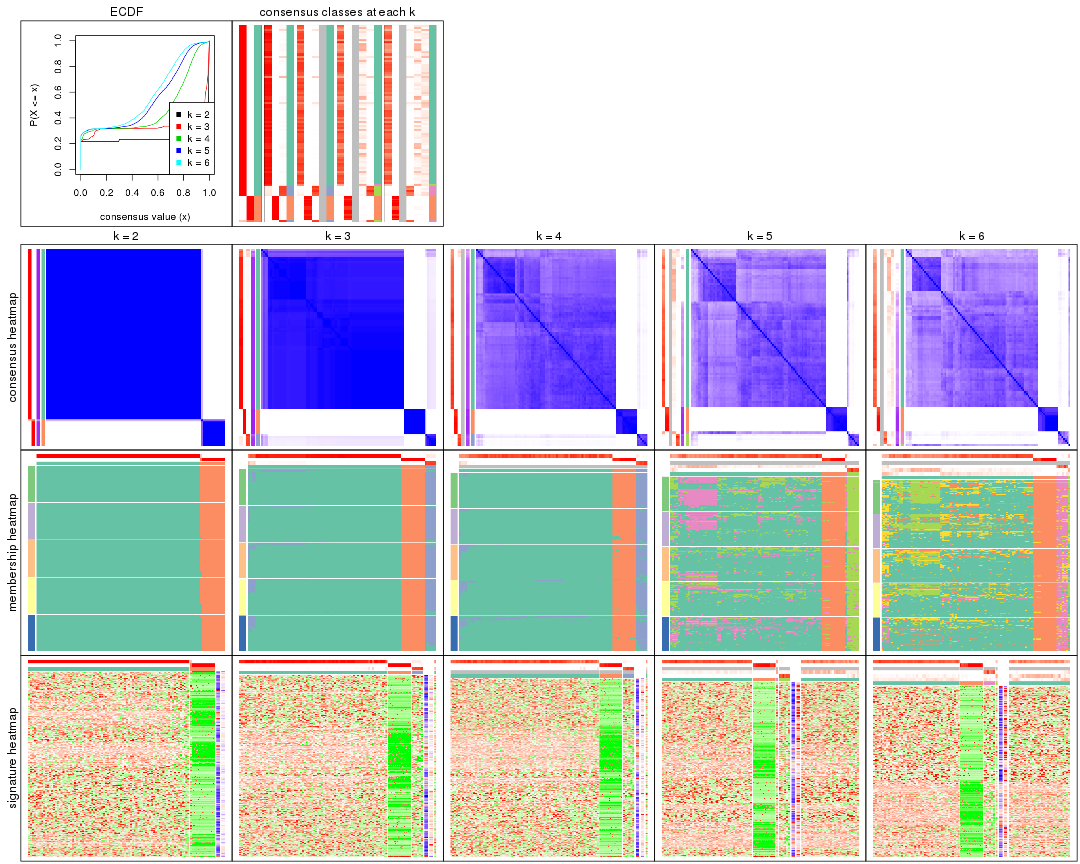 ECDF
consensus classes at each k
P(X <= x)
0.0 0.2 0.4 0.6 0.8 1.0
k = 2
k = 3
k = 4
k = 5
k = 6
0.0 0.2 0.4 0.6 0.8 1.0
consensus value (x)
k = 2 k = 3 k = 4 k = 5 k = 6
consensus heatmap
membership heatmap
signature heatmap